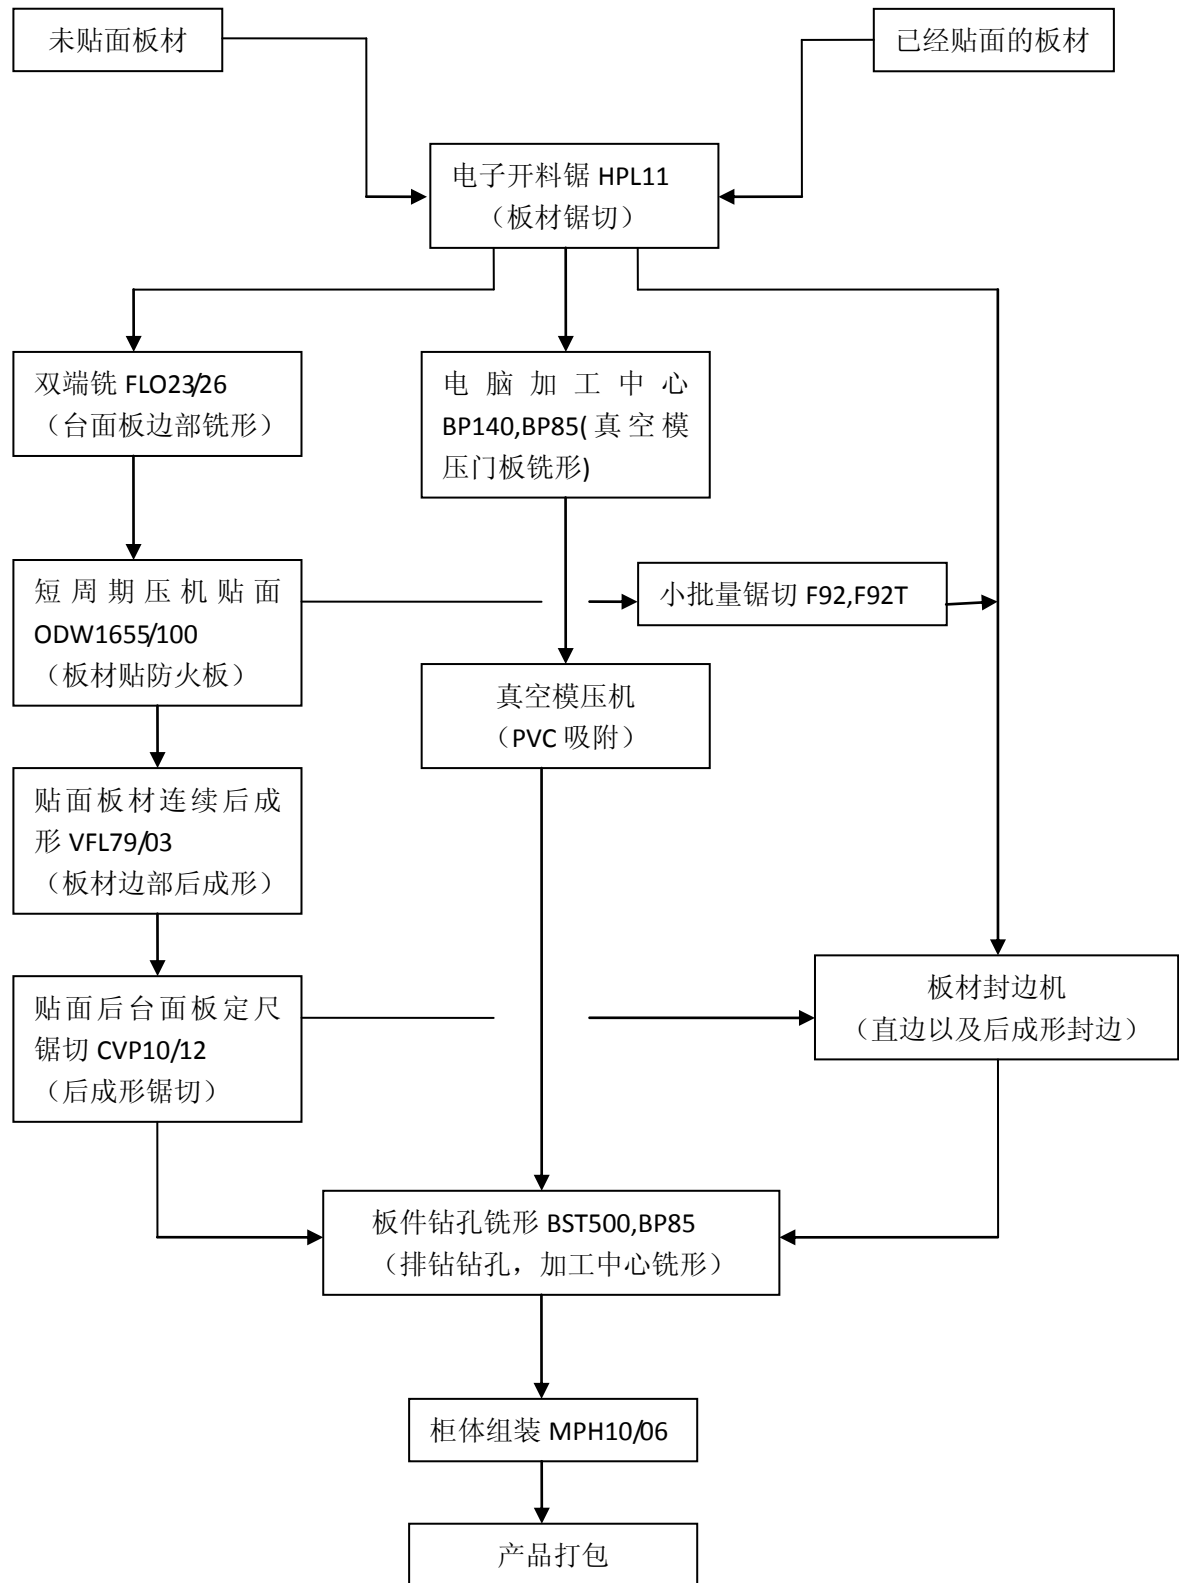 未贴面板材
已经贴面的板材
电子开料锯 HPL11
（板材锯切）
双端铣 FLO23/26
（台面板边部铣形）
电脑加工中心
BP140,BP85(真空模
压门板铣形)
短周期压机贴面
ODW1655/100
（板材贴防火板）
小批量锯切 F92,F92T
真空模压机
（PVC 吸附）
贴面板材连续后成
形 VFL79/03
（板材边部后成形）
贴面后台面板定尺
锯切 CVP10/12
（后成形锯切）
板材封边机
（直边以及后成形封边）
板件钻孔铣形 BST500,BP85
（排钻钻孔，加工中心铣形）
柜体组装 MPH10/06
产品打包